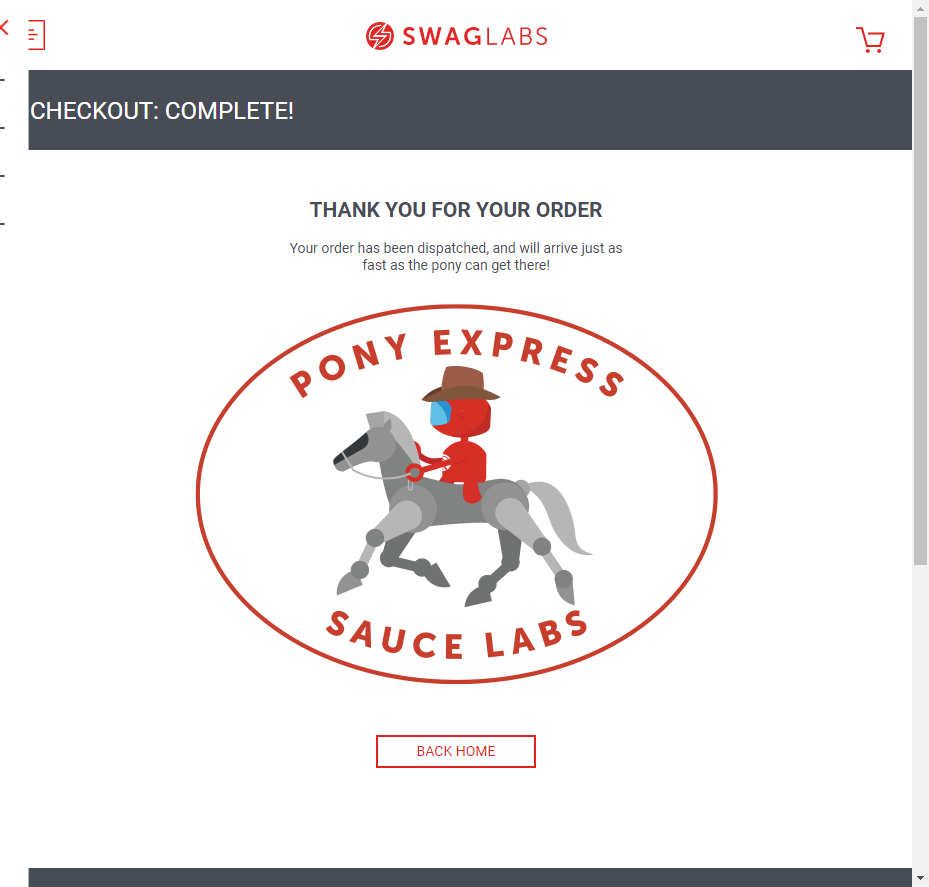 SWAGLABS
CHECKOUT: COMPLETE!
THANK YOU FOR YOUR ORDER
Your order has been dispatched, and will arrive just as
fast as the pony can get there!
PONY EXPRESS
SAUCE LABS
BACK HOME